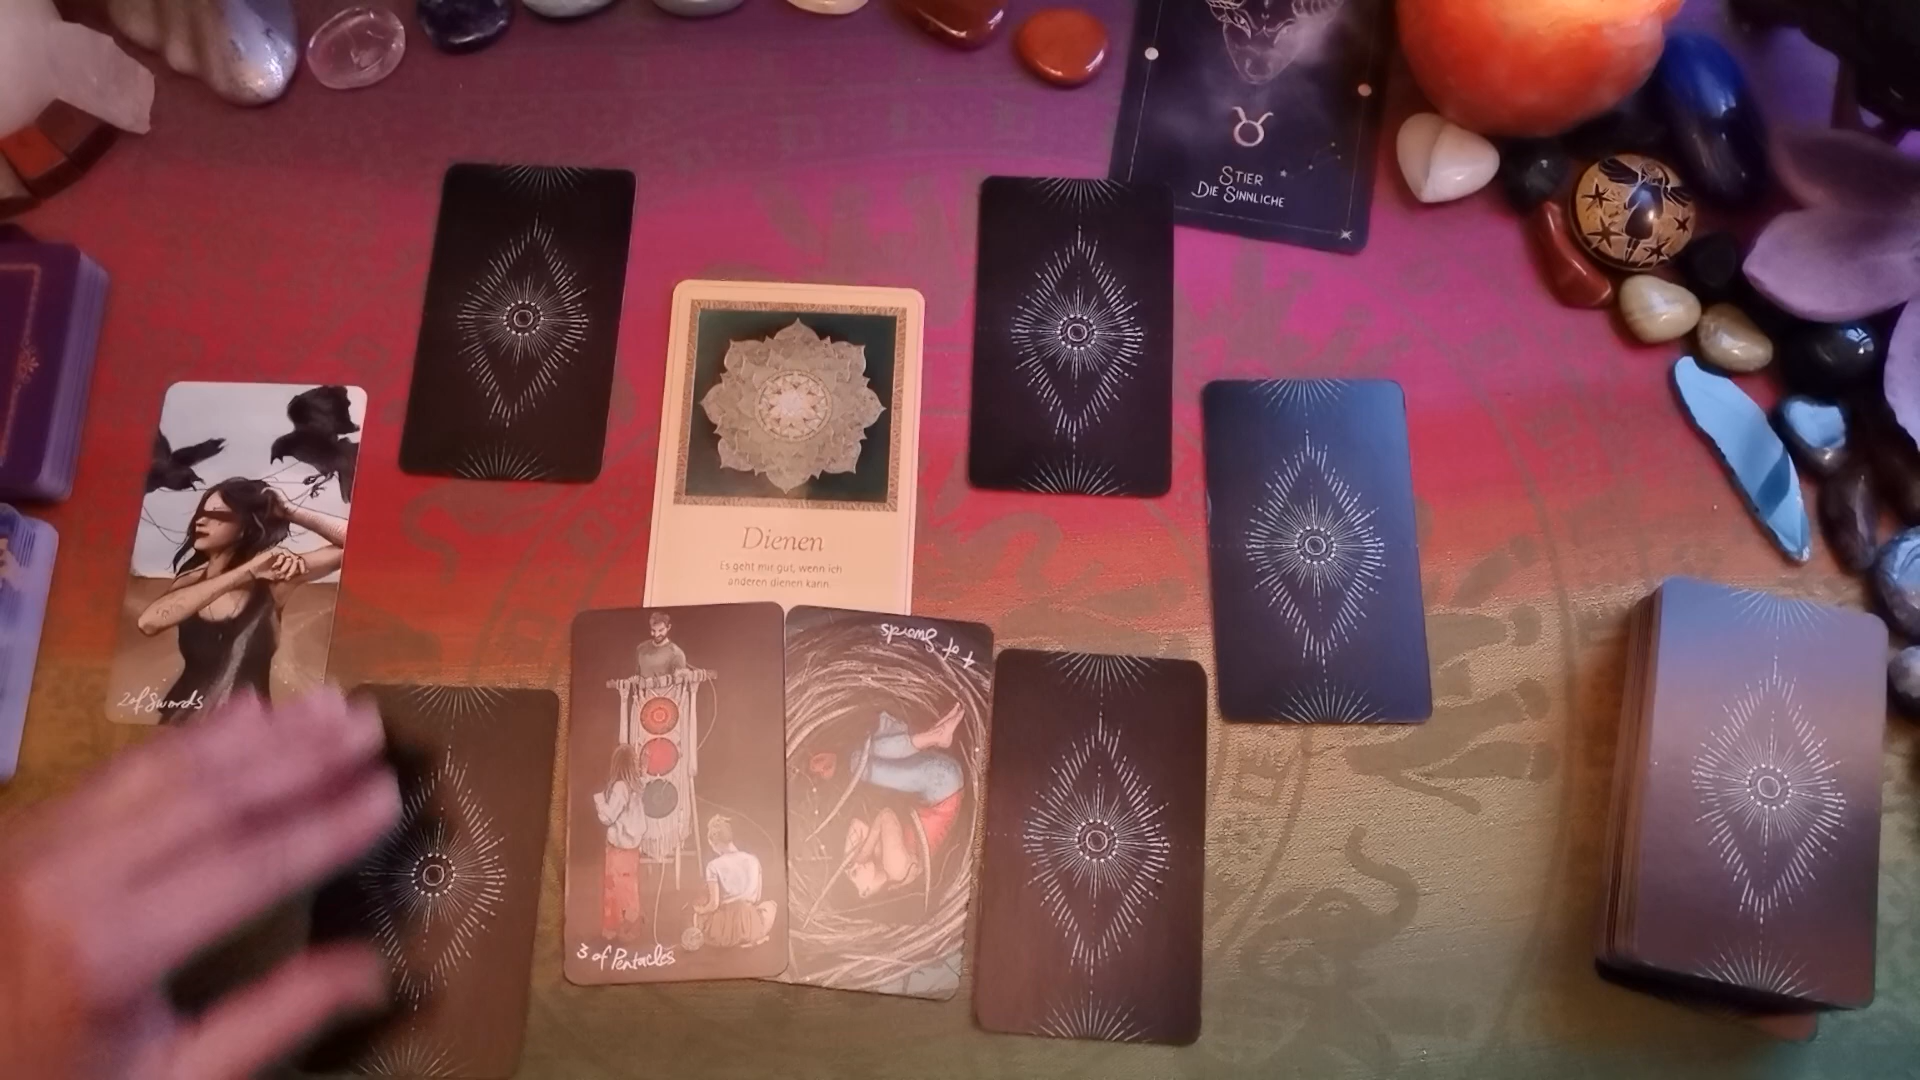 STIER
DIE SINNLICHE
Dienen
Es geht mir gut, wenn ich
anderen dienen kann.
4 of Swords
2 of Swords
3 of Pentacles